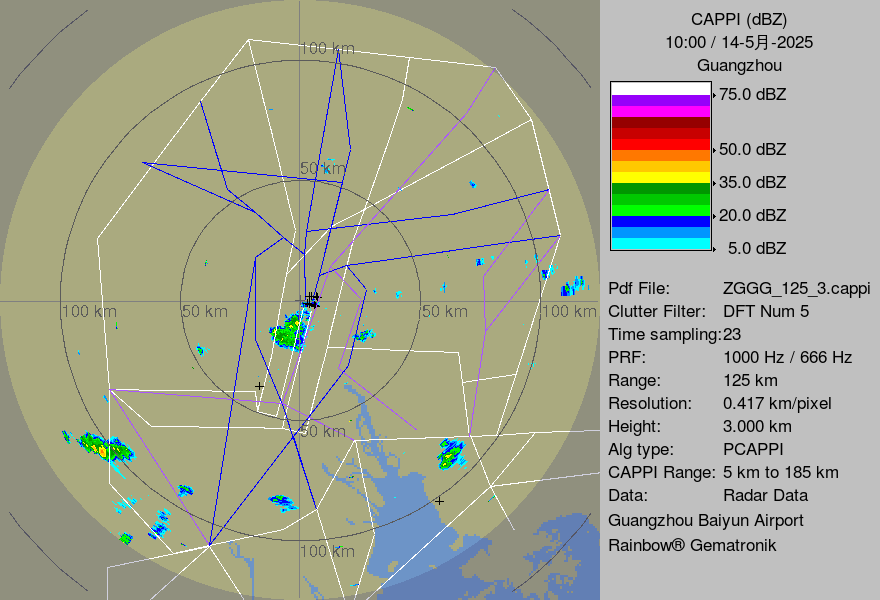 100 km
50 km
100 km
50 km
50 km
100 km
50 km
100 km
CAPPI (dBZ)
10:00 / 14-5月-2025
Guangzhou
75.0 dBZ
50.0 dBZ
35.0 dBZ
20.0 dBZ
5.0 dBZ
Pdf File: ZGGG_125_3.cappi
Clutter Filter: DFT Num 5
Time sampling:23
PRF: 1000 Hz / 666 Hz
Range: 125 km
Resolution: 0.417 km/pixel
Height: 3.000 km
Alg type: PCAPPI
CAPPI Range: 5 km to 185 km
Data: Radar Data
Guangzhou Baiyun Airport
Rainbow® Gematronik